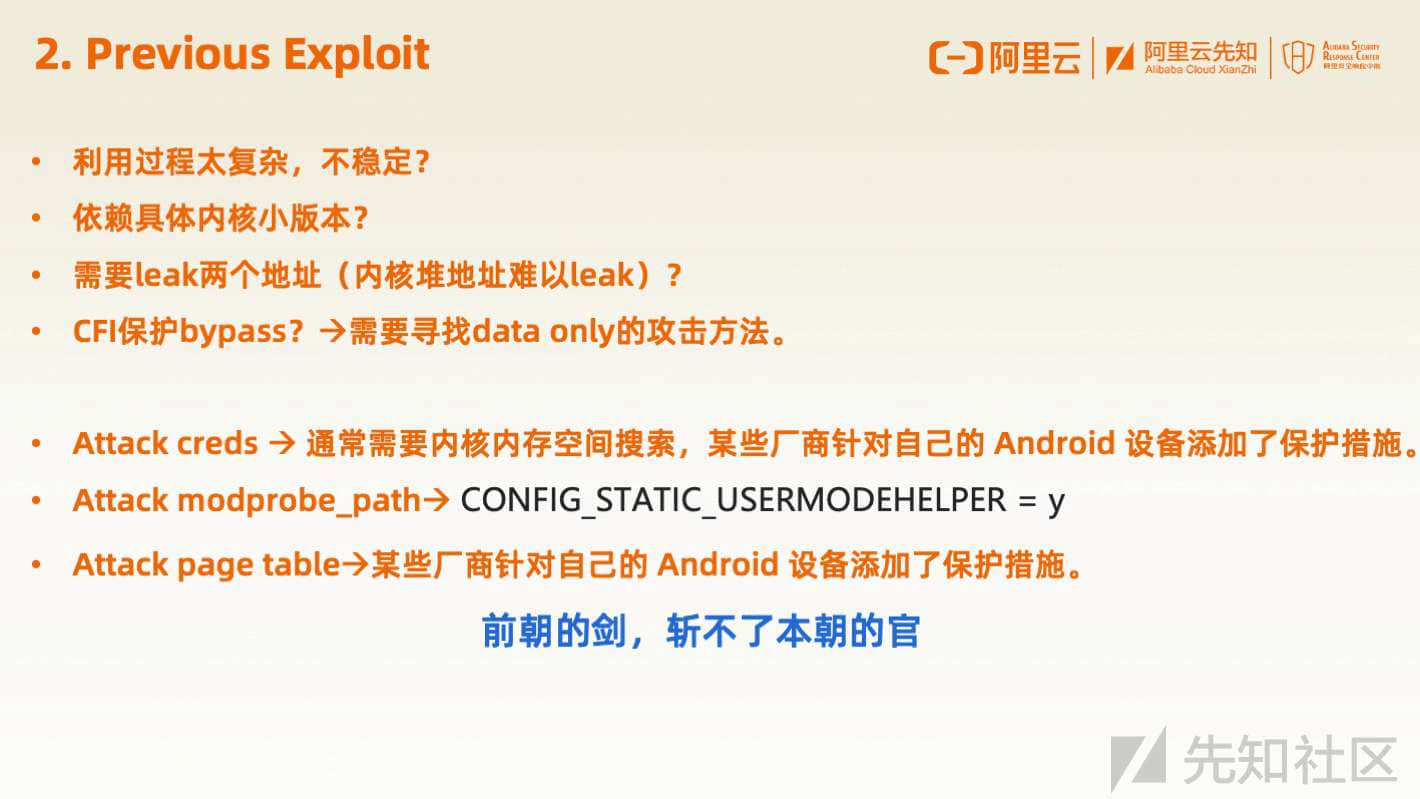 2. Previous Exploit
阿里云
阿里云先知
Alibaba Cloud XianZhi
ALIBABA SECURITY
RESPONSE CENTER
阿里安全响应中心
• 利用过程太复杂，不稳定？
• 依赖具体内核小版本？
• 需要leak两个地址（内核堆地址难以leak）？
• CFI保护bypass？→需要寻找data only的攻击方法。
• Attack creds → 通常需要内核内存空间搜索，某些厂商针对自己的 Android 设备添加了保护措施。
• Attack modprobe_path→ CONFIG_STATIC_USERMODEHELPER = y
• Attack page table→某些厂商针对自己的 Android 设备添加了保护措施。
前朝的剑，斩不了本朝的官
先知社区